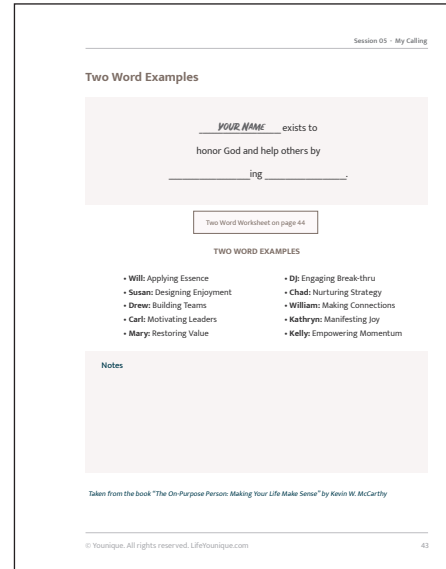 Session 05 - My Calling
Two Word Examples
YOUR NAME exists to
honor God and help others by
________________ing ________________.
Two Word Worksheet on page 44
TWO WORD EXAMPLES
• Will: Applying Essence
• Susan: Designing Enjoyment
• Drew: Building Teams
• Carl: Motivating Leaders
• Mary: Restoring Value
• DJ: Engaging Break-thru
• Chad: Nurturing Strategy
• William: Making Connections
• Kathryn: Manifesting Joy
• Kelly: Empowering Momentum
Notes
Taken from the book "The On-Purpose Person: Making Your Life Make Sense" by Kevin W. McCarthy
© Younique. All rights reserved. LifeYounique.com
43